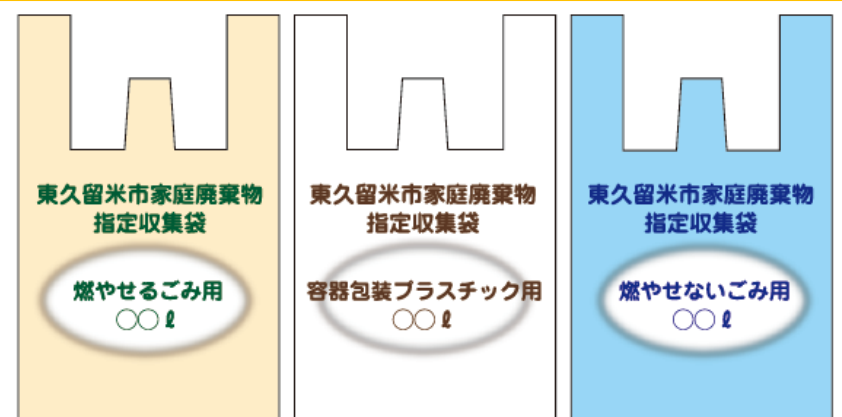 東久留米市家庭廃棄物
指定収集袋
燃やせるごみ用
○○ℓ
東久留米市家庭廃棄物
指定収集袋
容器包装プラスチック用
○○ℓ
東久留米市家庭廃棄物
指定収集袋
燃やせないごみ用
○○ℓ